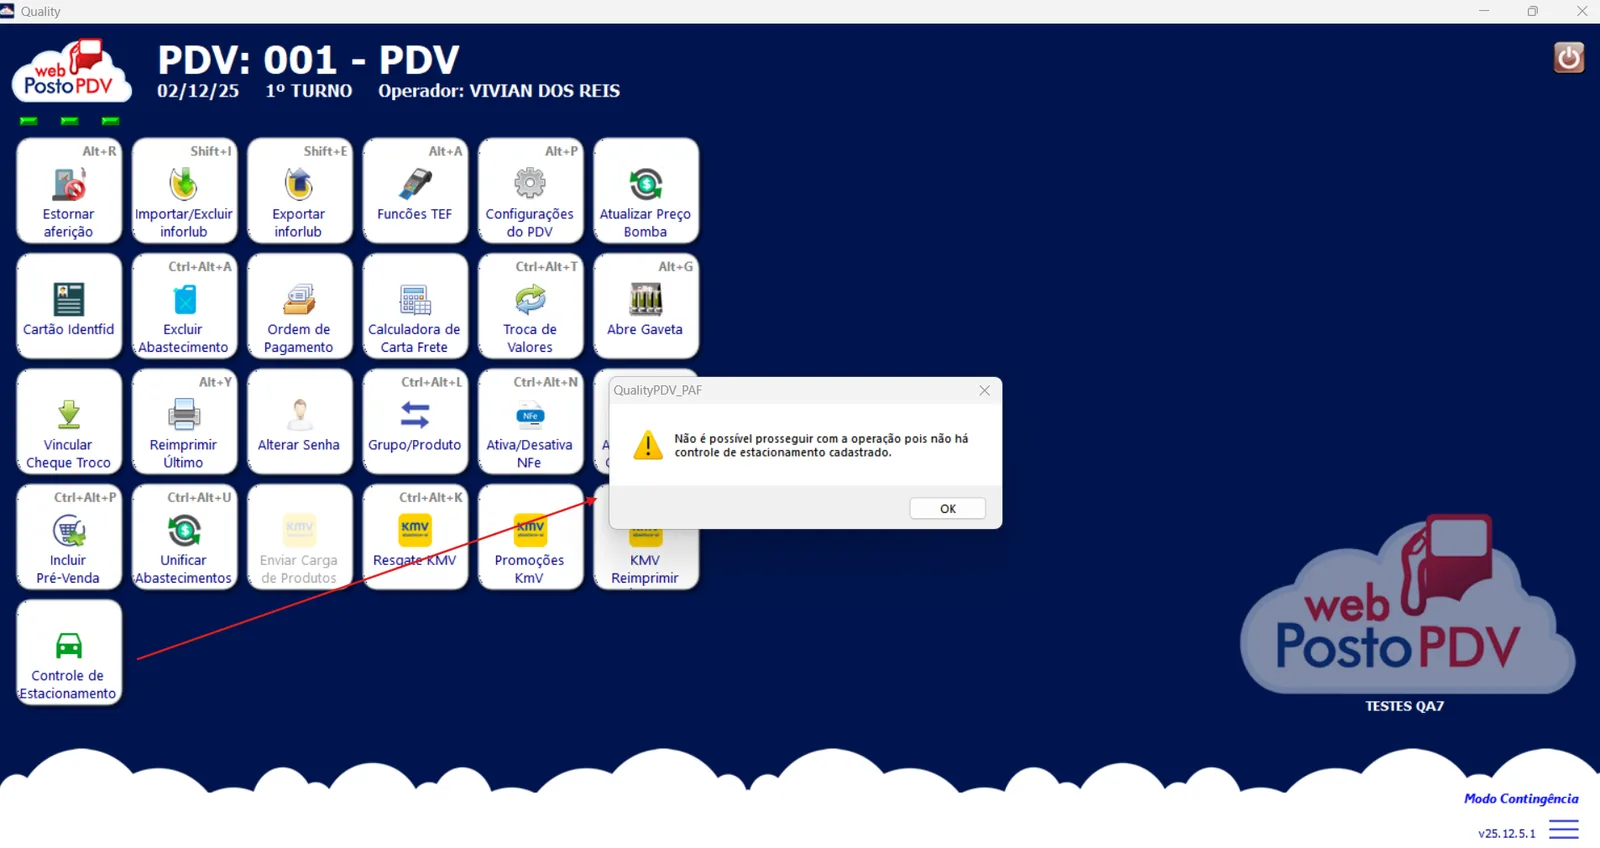 Quality
web
PostoPDV
PDV: 001 - PDV
02/12/25 1º TURNO Operador: VIVIAN DOS REIS
Alt+R
Estornar
aferição
Shift+I
Importar/Excluir
inforlub
Shift+E
Exportar
inforlub
Alt+A
Funcões TEF
Alt+P
Configurações
do PDV
Atualizar Preço
Bomba
Cartão Identfid
Ctrl+Alt+A
Excluir
Abastecimento
Ordem de
Pagamento
Calculadora de
Carta Frete
Ctrl+Alt+T
Troca de
Valores
Alt+G
Abre Gaveta
Vincular
Cheque Troco
Alt+Y
Reimprimir
Último
Alterar Senha
Ctrl+Alt+L
Grupo/Produto
Ctrl+Alt+N
NFe
Ativa/Desativa
NFe
QualityPDV_PAF
Não é possível prosseguir com a operação pois não há
controle de estacionamento cadastrado.
OK
Ctrl+Alt+P
Incluir
Pré-Venda
Ctrl+Alt+U
Unificar
Abastecimentos
KMV
Enviar Carga
de Produtos
Ctrl+Alt+K
KMV
Resgate KMV
KMV
Promoções
KmV
KMV
Reimprimir
Controle de
Estacionamento
web
PostoPDV
TESTES QA7
Modo Contingência
v25.12.5.1